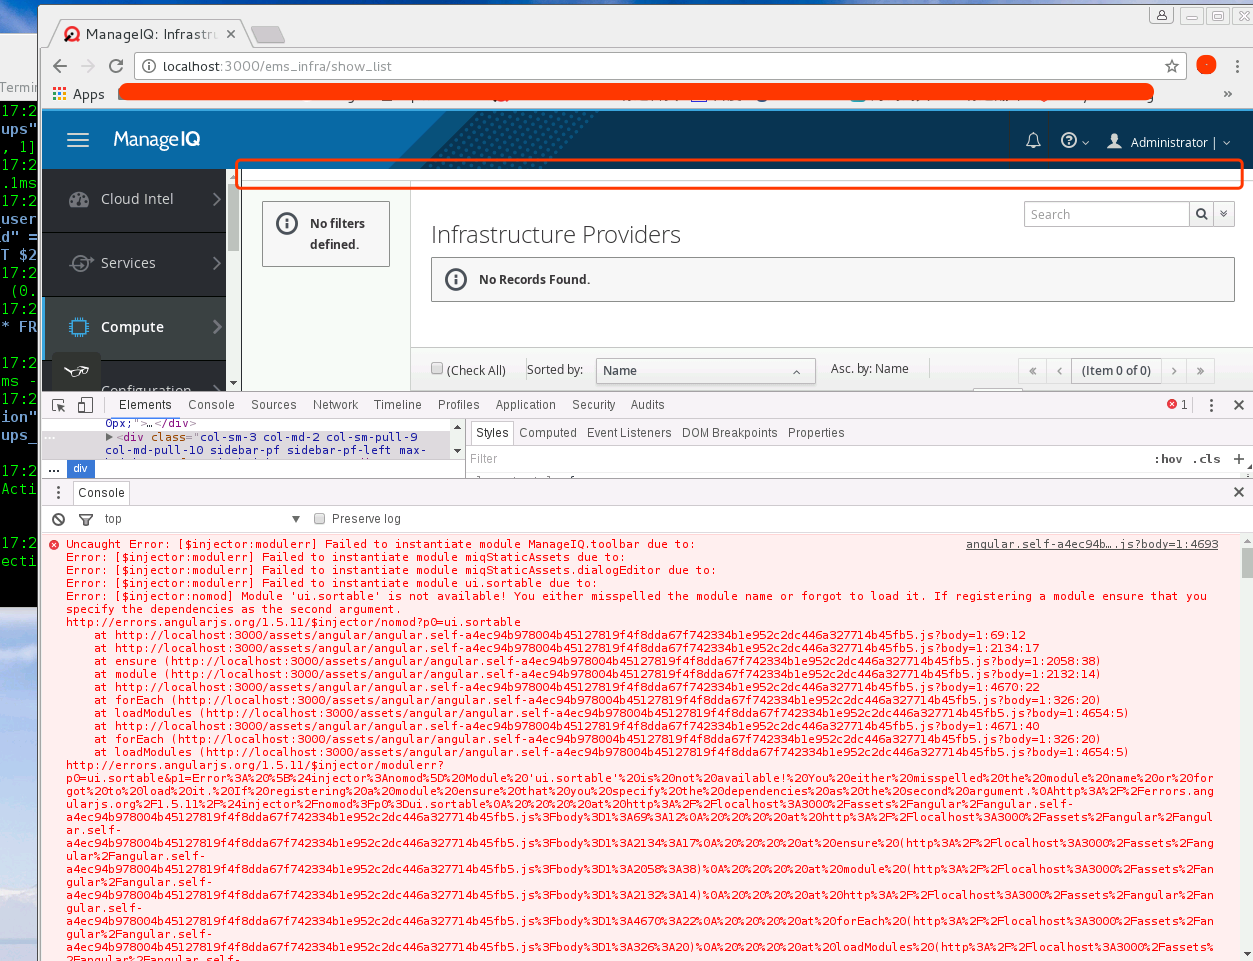 ManageIQ: Infrastru
localhost:3000/ems_infra/show_list
Termin
Apps
17:2
ups"
, 1]
17:2
.1ms
17:2
_user
d" =
T $2
17:2
(0.
17:2
* FR
17:2
ms -
17:2
ion"
ups_
17:2
Acti
17:2
ecti
ManageIQ
Administrator |
Cloud Intel
Services
Compute
Configuration
No filters
defined.
Search
Infrastructure Providers
No Records Found.
(Check All)
Sorted by:
Name
Asc. by: Name
(Item 0 of 0)
Elements Console Sources Network Timeline Profiles Application Security Audits
1
0px;">…</div>
<div class="col-sm-3 col-md-2 col-sm-pull-9
col-md-pull-10 sidebar-pf sidebar-pf-left max-
... div
Styles Computed Event Listeners DOM Breakpoints Properties
Filter
:hov .cls +
Console
top
Preserve log
Uncaught Error: [$injector:modulerr] Failed to instantiate module ManageIQ.toolbar due to:
angular.self-a4ec94b….js?body=1:4693
Error: [$injector:modulerr] Failed to instantiate module miqStaticAssets due to:
Error: [$injector:modulerr] Failed to instantiate module miqStaticAssets.dialogEditor due to:
Error: [$injector:modulerr] Failed to instantiate module ui.sortable due to:
Error: [$injector:nomod] Module 'ui.sortable' is not available! You either misspelled the module name or forgot to load it. If registering a module ensure that you
specify the dependencies as the second argument.
http://errors.angularjs.org/1.5.11/$injector/nomod?p0=ui.sortable
at http://localhost:3000/assets/angular/angular.self-a4ec94b978004b45127819f4f8dda67f742334b1e952c2dc446a327714b45fb5.js?body=1:69:12
at http://localhost:3000/assets/angular/angular.self-a4ec94b978004b45127819f4f8dda67f742334b1e952c2dc446a327714b45fb5.js?body=1:2134:17
at ensure (http://localhost:3000/assets/angular/angular.self-a4ec94b978004b45127819f4f8dda67f742334b1e952c2dc446a327714b45fb5.js?body=1:2058:38)
at module (http://localhost:3000/assets/angular/angular.self-a4ec94b978004b45127819f4f8dda67f742334b1e952c2dc446a327714b45fb5.js?body=1:2132:14)
at http://localhost:3000/assets/angular/angular.self-a4ec94b978004b45127819f4f8dda67f742334b1e952c2dc446a327714b45fb5.js?body=1:4670:22
at forEach (http://localhost:3000/assets/angular/angular.self-a4ec94b978004b45127819f4f8dda67f742334b1e952c2dc446a327714b45fb5.js?body=1:326:20)
at loadModules (http://localhost:3000/assets/angular/angular.self-a4ec94b978004b45127819f4f8dda67f742334b1e952c2dc446a327714b45fb5.js?body=1:4654:5)
at http://localhost:3000/assets/angular/angular.self-a4ec94b978004b45127819f4f8dda67f742334b1e952c2dc446a327714b45fb5.js?body=1:4671:40
at forEach (http://localhost:3000/assets/angular/angular.self-a4ec94b978004b45127819f4f8dda67f742334b1e952c2dc446a327714b45fb5.js?body=1:326:20)
at loadModules (http://localhost:3000/assets/angular/angular.self-a4ec94b978004b45127819f4f8dda67f742334b1e952c2dc446a327714b45fb5.js?body=1:4654:5)
http://errors.angularjs.org/1.5.11/$injector/modulerr?
p0=ui.sortable&p1=Error%3A%20%5B%24injector%3Anomod%5D%20Module%20'ui.sortable'%20is%20not%20available!%20You%20either%20misspelled%20the%20module%20name%20or%20for
got%20to%20load%20it.%20If%20registering%20a%20module%20ensure%20that%20you%20specify%20the%20dependencies%20as%20the%20second%20argument.%0Ahttp%3A%2F%2Ferrors.ang
ularjs.org%2F1.5.11%2F%24injector%2Fnomod%3Fp0%3Dui.sortable%0A%20%20%20%20at%20http%3A%2F%2Flocalhost%3A3000%2Fassets%2Fangular%2Fangular.self-
a4ec94b978004b45127819f4f8dda67f742334b1e952c2dc446a327714b45fb5.js%3Fbody%3D1%3A69%3A12%0A%20%20%20%20at%20http%3A%2F%2Flocalhost%3A3000%2Fassets%2Fangular%2Fangul
ar.self-
a4ec94b978004b45127819f4f8dda67f742334b1e952c2dc446a327714b45fb5.js%3Fbody%3D1%3A2134%3A17%0A%20%20%20%20at%20ensure%20(http%3A%2F%2Flocalhost%3A3000%2Fassets%2Fang
ular%2Fangular.self-
a4ec94b978004b45127819f4f8dda67f742334b1e952c2dc446a327714b45fb5.js%3Fbody%3D1%3A2058%3A38)%0A%20%20%20%20at%20module%20(http%3A%2F%2Flocalhost%3A3000%2Fassets%2Fan
gular%2Fangular.self-
a4ec94b978004b45127819f4f8dda67f742334b1e952c2dc446a327714b45fb5.js%3Fbody%3D1%3A2132%3A14)%0A%20%20%20%20at%20http%3A%2F%2Flocalhost%3A3000%2Fassets%2Fangular%2Fan
gular.self-
a4ec94b978004b45127819f4f8dda67f742334b1e952c2dc446a327714b45fb5.js%3Fbody%3D1%3A4670%3A22%0A%20%20%20%20at%20forEach%20(http%3A%2F%2Flocalhost%3A3000%2Fassets%2Fan
gular%2Fangular.self-
a4ec94b978004b45127819f4f8dda67f742334b1e952c2dc446a327714b45fb5.js%3Fbody%3D1%3A326%3A20)%0A%20%20%20%20at%20loadModules%20(http%3A%2F%2Flocalhost%3A3000%2Fassets%
2Fangular%2Fangular.self-